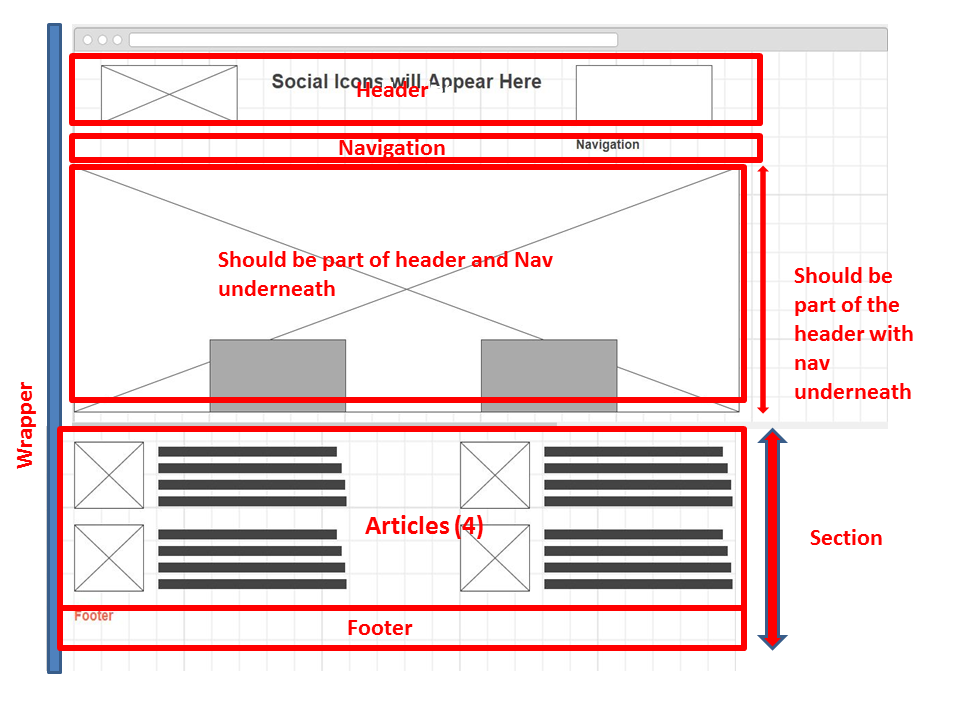 Social Icons will Appear Here
Header
Navigation
Navigation
Should be part of header and Nav
underneath
Should be
part of the
header with
nav
underneath
Wrapper
Articles (4)
Section
Footer
Footer